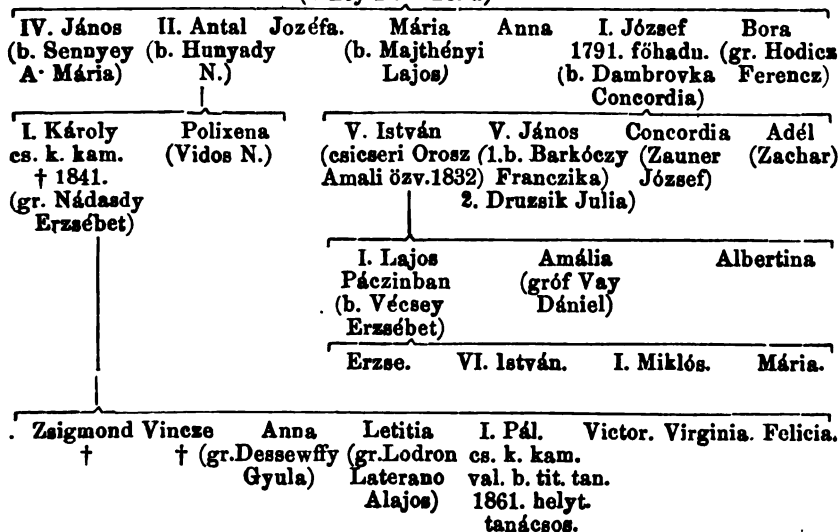 IV. János II. Antal Jozéfa. Mária Anna I. József Bora
(b. Sennyey (b. Hunyady (b. Majthényi 1791. főhadu. (gr. Hodicz
A· Mária) N.) Lajos) (b. Dambrovka Ferencz)
Concordia)
I. Károly Polixena V. István V. János Concordia Adél
cs. k. kam. (Vidos N.) (csicseri Orosz (1.b. Barkóczy (Zauner (Zachar)
† 1841. Amali özv.1832) Franczika) József)
(gr. Nádasdy 2. Druzsik Julia)
Erzsébet)
I. Lajos Amália Albertina
Páczinban (gróf Vay
(b. Vécsey Dániel)
Erzsébet)
Erzse. VI. István. I. Miklós. Mária.
Zsigmond Vincze Anna Letitia I. Pál. Victor. Virginia. Felicia.
† † (gr.Dessewffy (gr.Lodron cs. k. kam.
Gyula) Laterano val. b. tit. tan.
Alajos) 1861. helyt.
tanácsos.